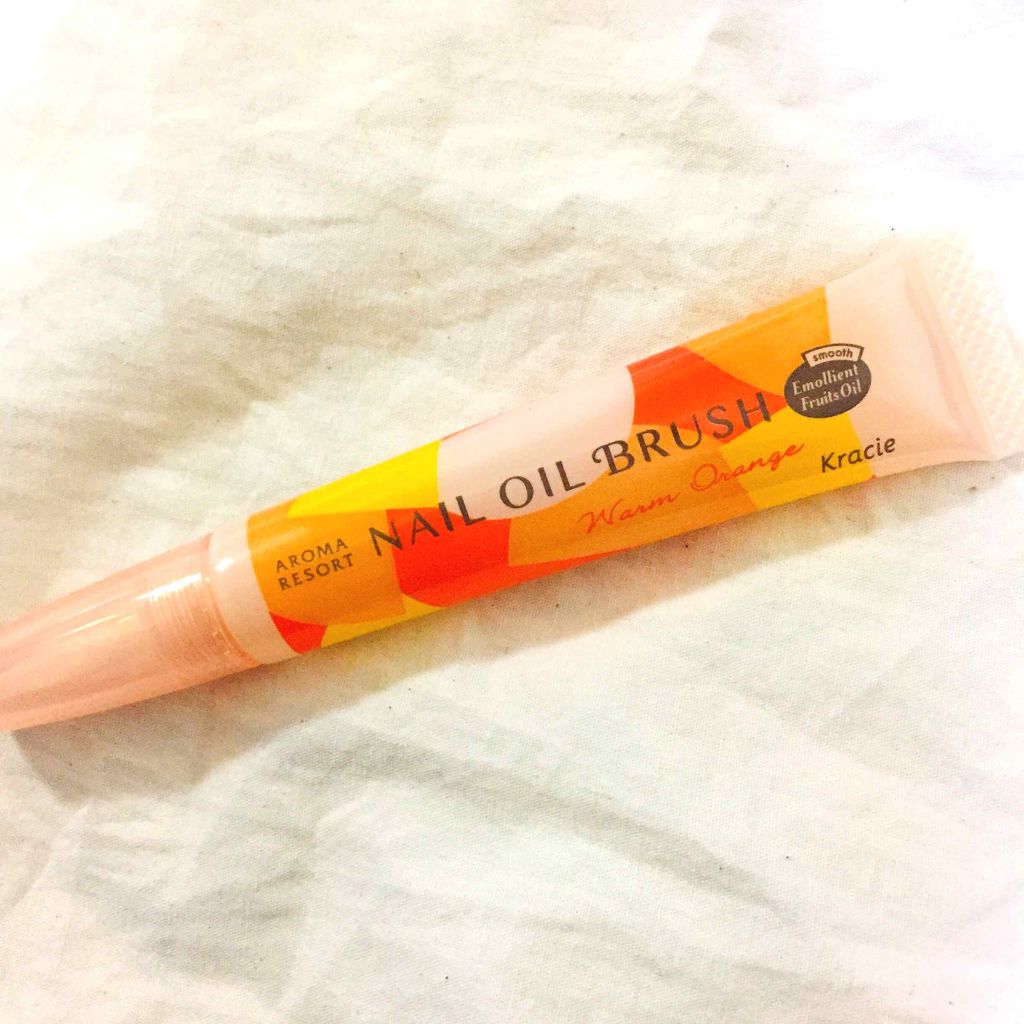 AROMA
RESORT
NAIL OIL BRUSH
Warm Orange
smooth
Emollient
Fruits Oil
Kracie